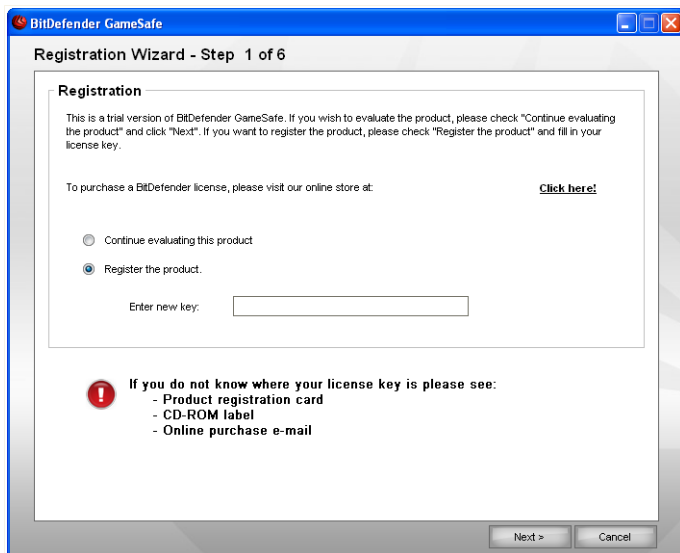 BitDefender GameSafe
Registration Wizard - Step 1 of 6
Registration
This is a trial version of BitDefender GameSafe. If you wish to evaluate the product, please check "Continue evaluating
the product" and click "Next". If you want to register the product, please check "Register the product" and fill in your
license key.
To purchase a BitDefender license, please visit our online store at: Click here!
Continue evaluating this product
Register the product.
Enter new key:
If you do not know where your license key is please see:
- Product registration card
- CD-ROM label
- Online purchase e-mail
Next > Cancel